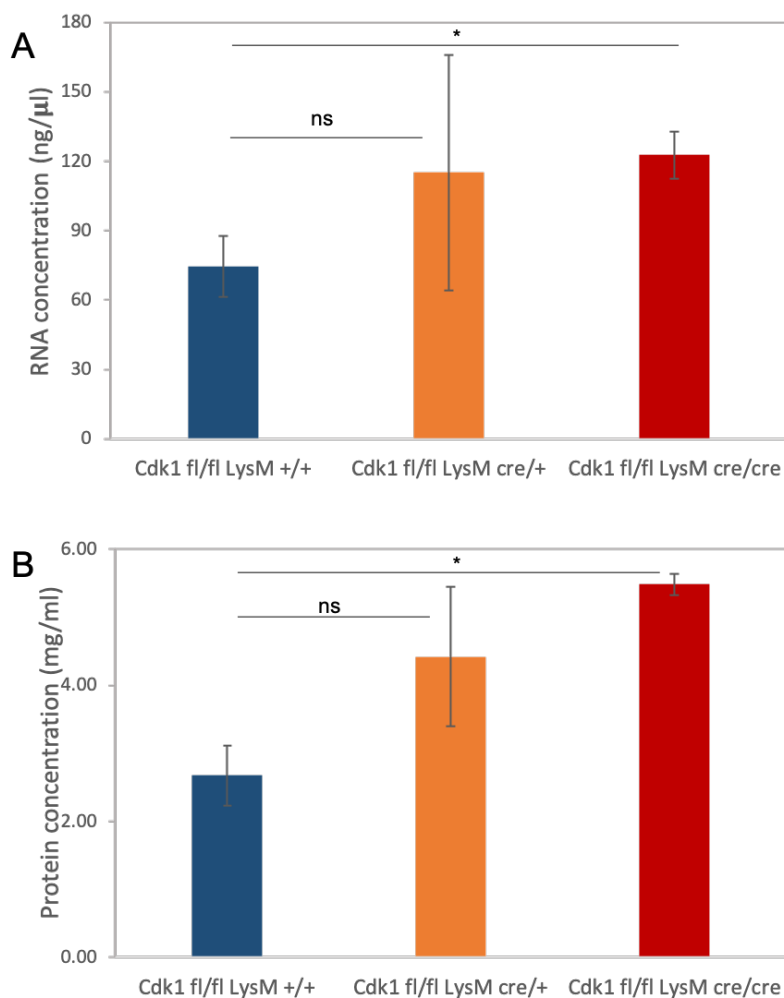 A
RNA concentration (ng/µl)
180
150
120
90
60
30
0
*
ns
Cdk1 fl/fl LysM +/+
Cdk1 fl/fl LysM cre/+
Cdk1 fl/fl LysM cre/cre
B
Protein concentration (mg/ml)
6.00
4.00
2.00
0.00
*
ns
Cdk1 fl/fl LysM +/+
Cdk1 fl/fl LysM cre/+
Cdk1 fl/fl LysM cre/cre